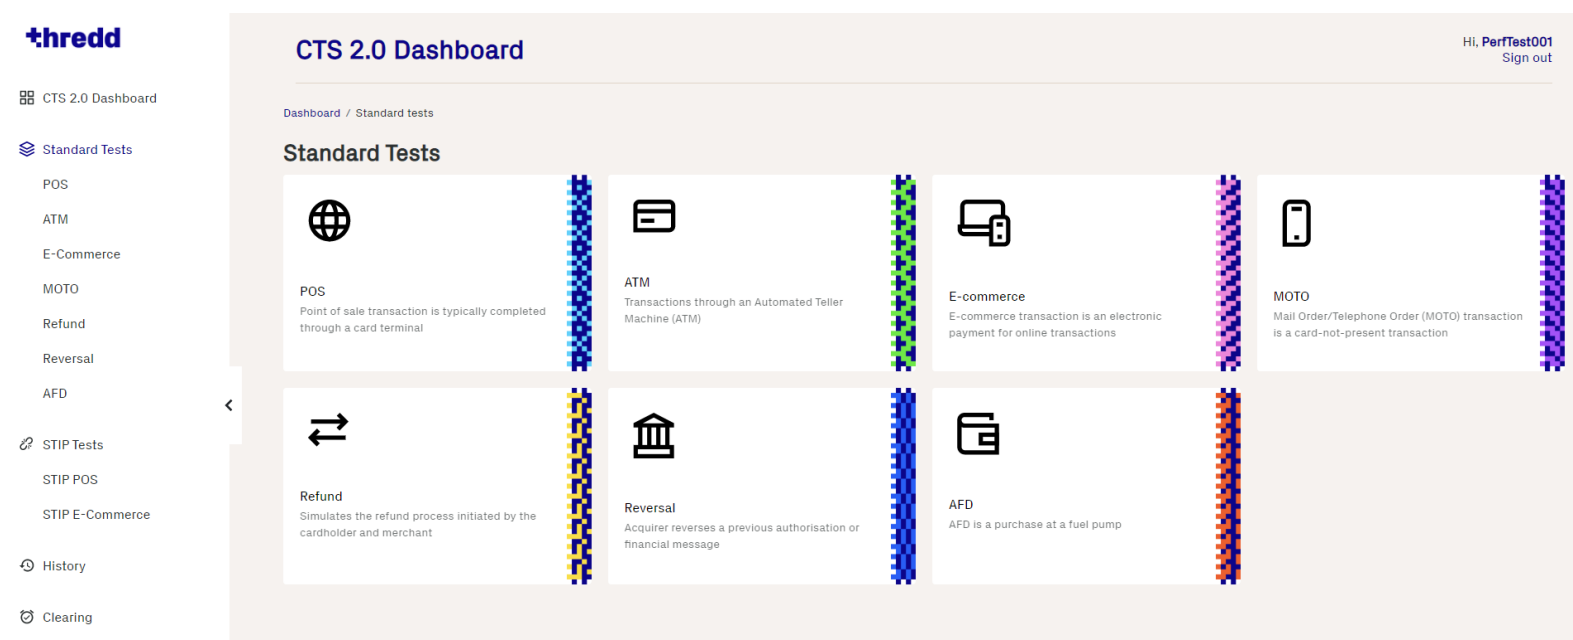 thredd
CTS 2.0 Dashboard
Standard Tests
POS
ATM
E-Commerce
MOTO
Refund
Reversal
AFD
STIP Tests
STIP POS
STIP E-Commerce
History
Clearing
CTS 2.0 Dashboard
Hi, PerfTest001
Sign out
Dashboard / Standard tests
Standard Tests
POS
Point of sale transaction is typically completed
through a card terminal
ATM
Transactions through an Automated Teller
Machine (ATM)
E-commerce
E-commerce transaction is an electronic
payment for online transactions
MOTO
Mail Order/Telephone Order (MOTO) transaction
is a card-not-present transaction
Refund
Simulates the refund process initiated by the
cardholder and merchant
Reversal
Acquirer reverses a previous authorisation or
financial message
AFD
AFD is a purchase at a fuel pump